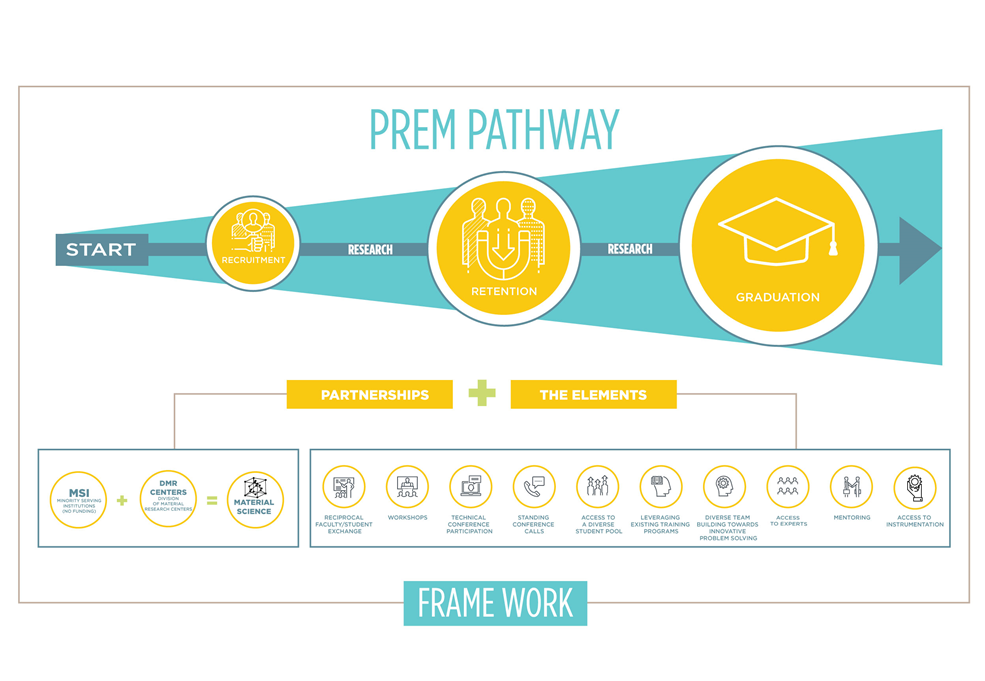 PREM PATHWAY
START
RECRUITMENT
RESEARCH
RETENTION
RESEARCH
GRADUATION
PARTNERSHIPS
THE ELEMENTS
MSI
MINORITY SERVING
INSTITUTIONS
(NO FUNDING)
+
DMR
CENTERS
DIVISION
OF MATERIAL
RESEARCH CENTERS
=
MATERIAL
SCIENCE
RECIPROCAL
FACULTY/STUDENT
EXCHANGE
WORKSHOPS
TECHNICAL
CONFERENCE
PARTICIPATION
STANDING
CONFERENCE
CALLS
ACCESS TO
A DIVERSE
STUDENT POOL
LEVERAGING
EXISTING TRAINING
PROGRAMS
DIVERSE TEAM
BUILDING TOWARDS
INNOVATIVE
PROBLEM SOLVING
ACCESS
TO EXPERTS
MENTORING
ACCESS TO
INSTRUMENTATION
FRAME WORK